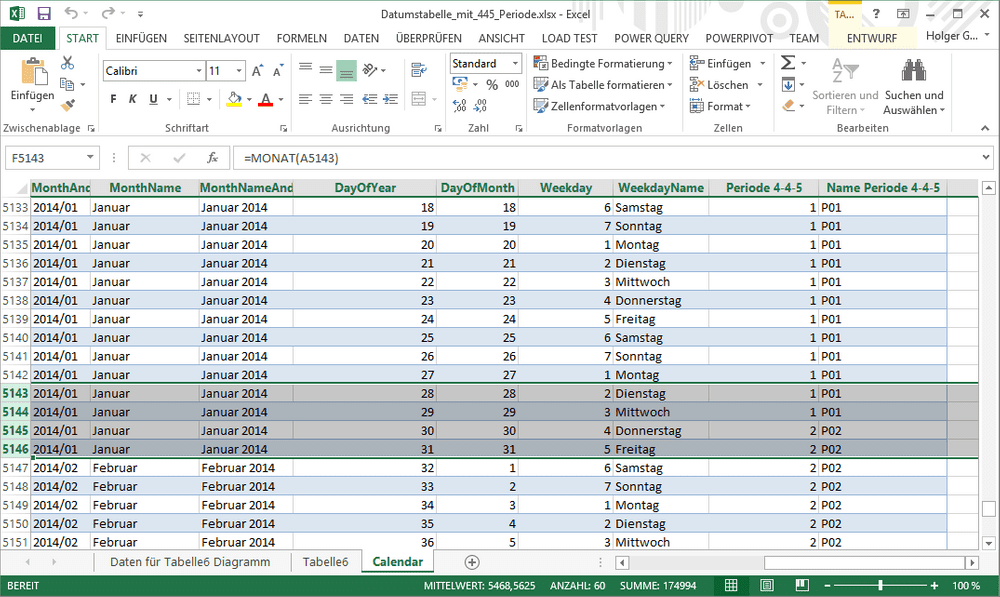 Datumstabelle_mit_445_Periode.xlsx - Excel
TA...
?
DATEI START EINFÜGEN SEITENLAYOUT FORMELN DATEN ÜBERPRÜFEN ANSICHT LOAD TEST POWER QUERY POWERPIVOT TEAM ENTWURF Holger G...
Einfügen
Calibri 11
F K U
Standard
% 000
Bedingte Formatierung
Als Tabelle formatieren
Zellenformatvorlagen
Einfügen
Löschen
Format
Sortieren und
Filtern
Suchen und
Auswählen
Zwischenablage Schriftart Ausrichtung Zahl Formatvorlagen Zellen Bearbeiten
F5143 fx =MONAT(A5143)
MonthAnd MonthName MonthNameAnd DayOfYear DayOfMonth Weekday WeekdayName Periode 4-4-5 Name Periode 4-4-5
5133 2014/01 Januar Januar 2014 18 18 6 Samstag 1 P01
5134 2014/01 Januar Januar 2014 19 19 7 Sonntag 1 P01
5135 2014/01 Januar Januar 2014 20 20 1 Montag 1 P01
5136 2014/01 Januar Januar 2014 21 21 2 Dienstag 1 P01
5137 2014/01 Januar Januar 2014 22 22 3 Mittwoch 1 P01
5138 2014/01 Januar Januar 2014 23 23 4 Donnerstag 1 P01
5139 2014/01 Januar Januar 2014 24 24 5 Freitag 1 P01
5140 2014/01 Januar Januar 2014 25 25 6 Samstag 1 P01
5141 2014/01 Januar Januar 2014 26 26 7 Sonntag 1 P01
5142 2014/01 Januar Januar 2014 27 27 1 Montag 1 P01
5143 2014/01 Januar Januar 2014 28 28 2 Dienstag 1 P01
5144 2014/01 Januar Januar 2014 29 29 3 Mittwoch 1 P01
5145 2014/01 Januar Januar 2014 30 30 4 Donnerstag 2 P02
5146 2014/01 Januar Januar 2014 31 31 5 Freitag 2 P02
5147 2014/02 Februar Februar 2014 32 1 6 Samstag 2 P02
5148 2014/02 Februar Februar 2014 33 2 7 Sonntag 2 P02
5149 2014/02 Februar Februar 2014 34 3 1 Montag 2 P02
5150 2014/02 Februar Februar 2014 35 4 2 Dienstag 2 P02
5151 2014/02 Februar Februar 2014 36 5 3 Mittwoch 2 P02
Daten für Tabelle6 Diagramm Tabelle6 Calendar
BEREIT MITTELWERT: 5468,5625 ANZAHL: 60 SUMME: 174994 100 %